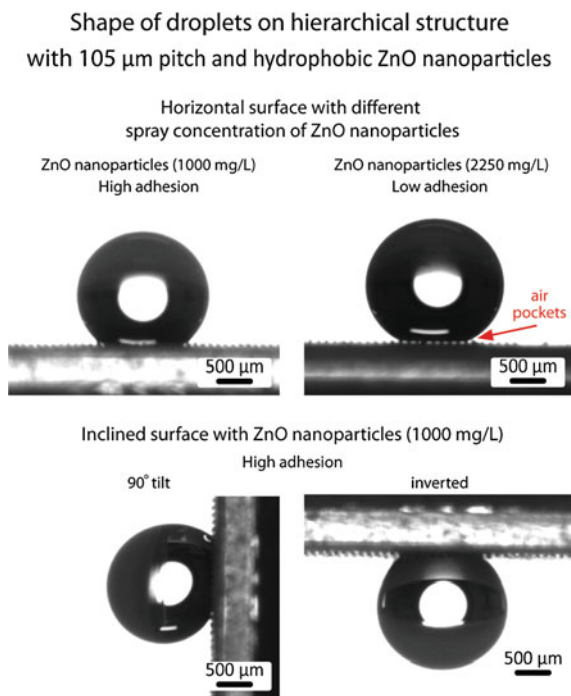 Shape of droplets on hierarchical structure
with 105 μm pitch and hydrophobic ZnO nanoparticles
Horizontal surface with different
spray concentration of ZnO nanoparticles
ZnO nanoparticles (1000 mg/L)
High adhesion
ZnO nanoparticles (2250 mg/L)
Low adhesion
air
pockets
500 μm
500 μm
Inclined surface with ZnO nanoparticles (1000 mg/L)
High adhesion
90° tilt
inverted
500 μm
500 μm